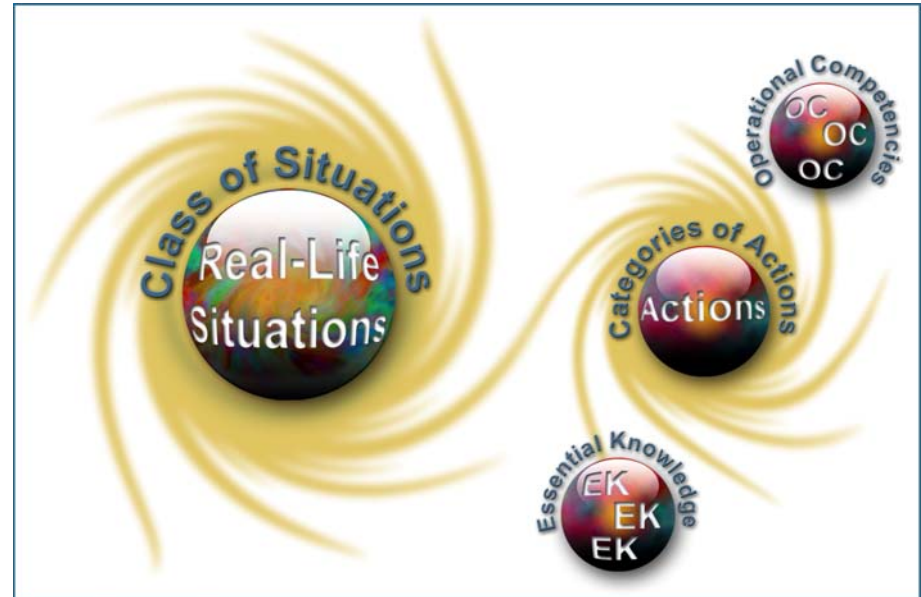 Class of Situations
Real-Life
Situations
Operational Competencies
OC
OC
OC
Categories of Actions
Actions
Essential Knowledge
EK
EK
EK